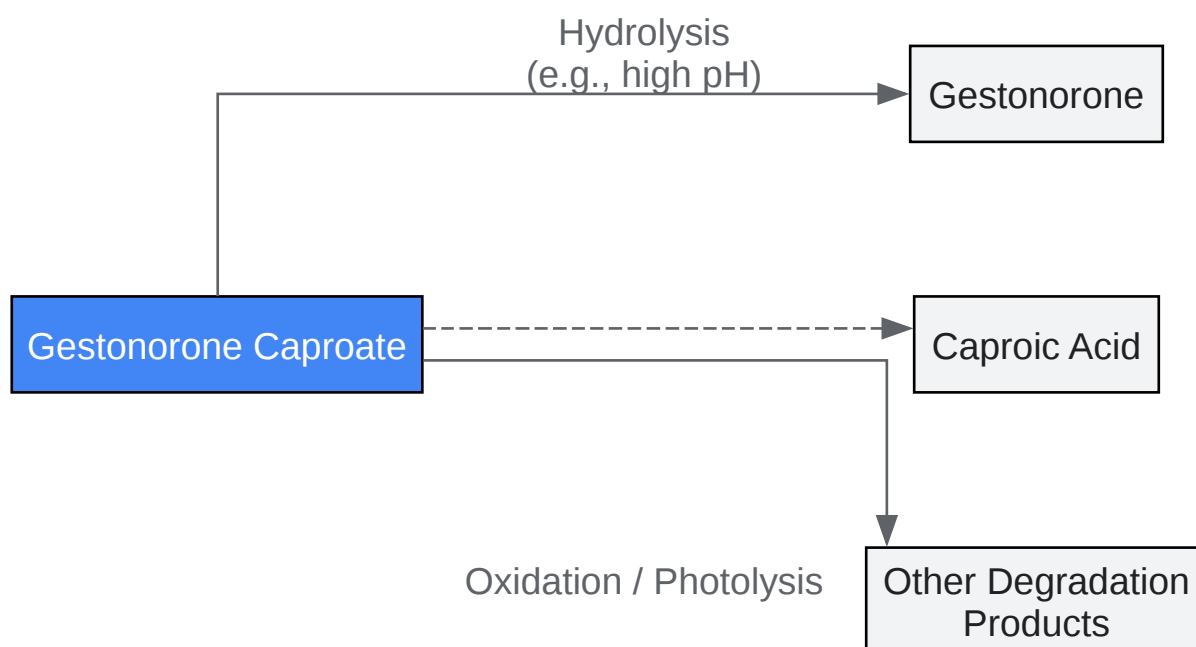 Hydrolysis
(e.g., high pH)
Gestonorone
Gestonorone Caproate
Caproic Acid
Oxidation / Photolysis
Other Degradation
Products